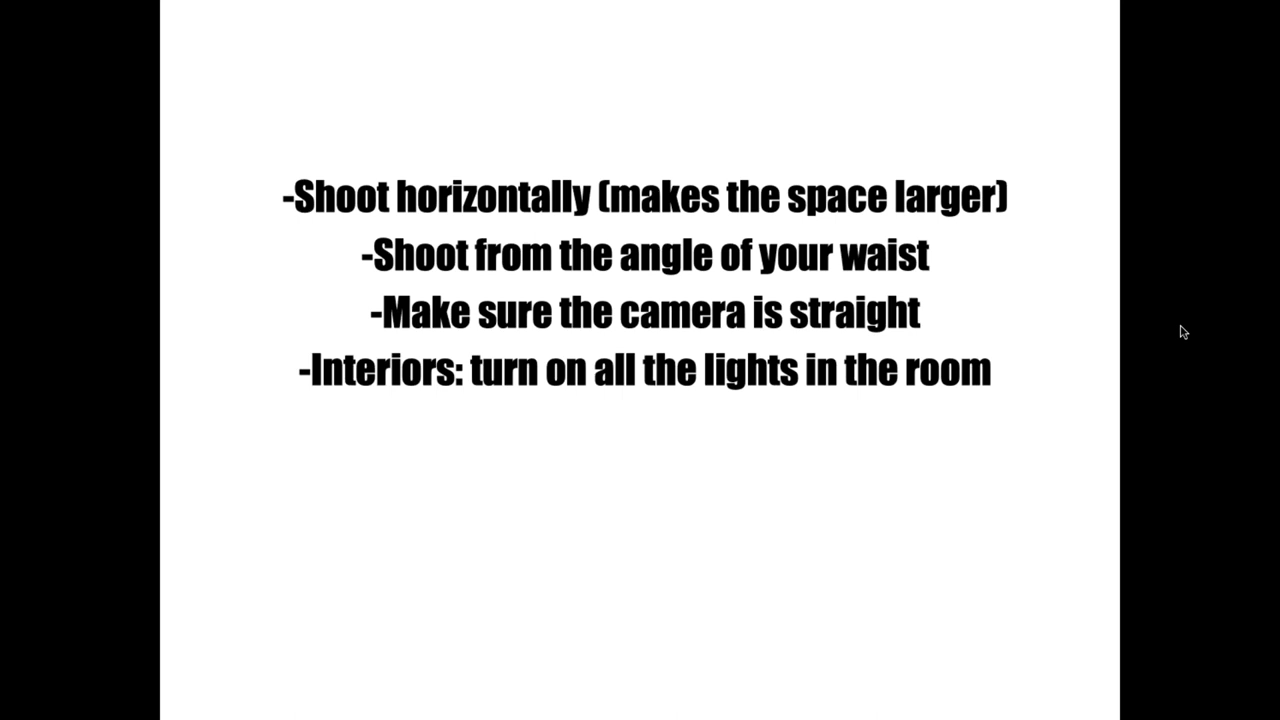 -Shoot horizontally (makes the space larger)
-Shoot from the angle of your waist
-Make sure the camera is straight
-Interiors: turn on all the lights in the room